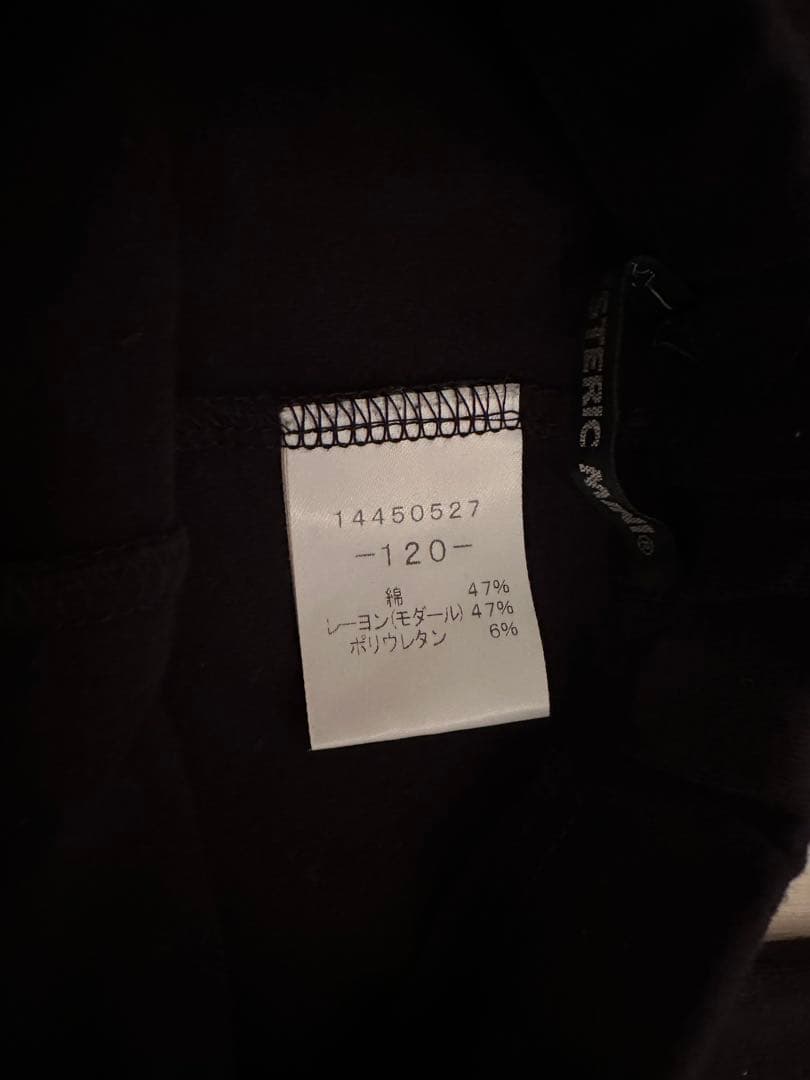 14450527
-120-
綿 47%
レーヨン(モダール) 47%
ポリウレタン 6%
STERIC MINI®